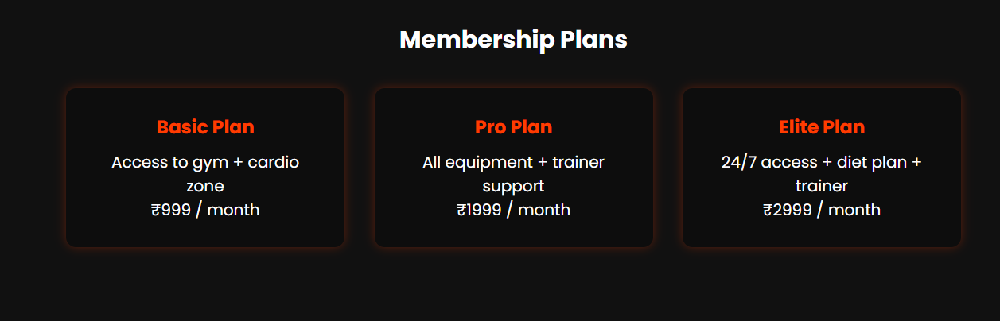 Membership Plans
Basic Plan
Access to gym + cardio
zone
₹999 / month
Pro Plan
All equipment + trainer
support
₹1999 / month
Elite Plan
24/7 access + diet plan +
trainer
₹2999 / month